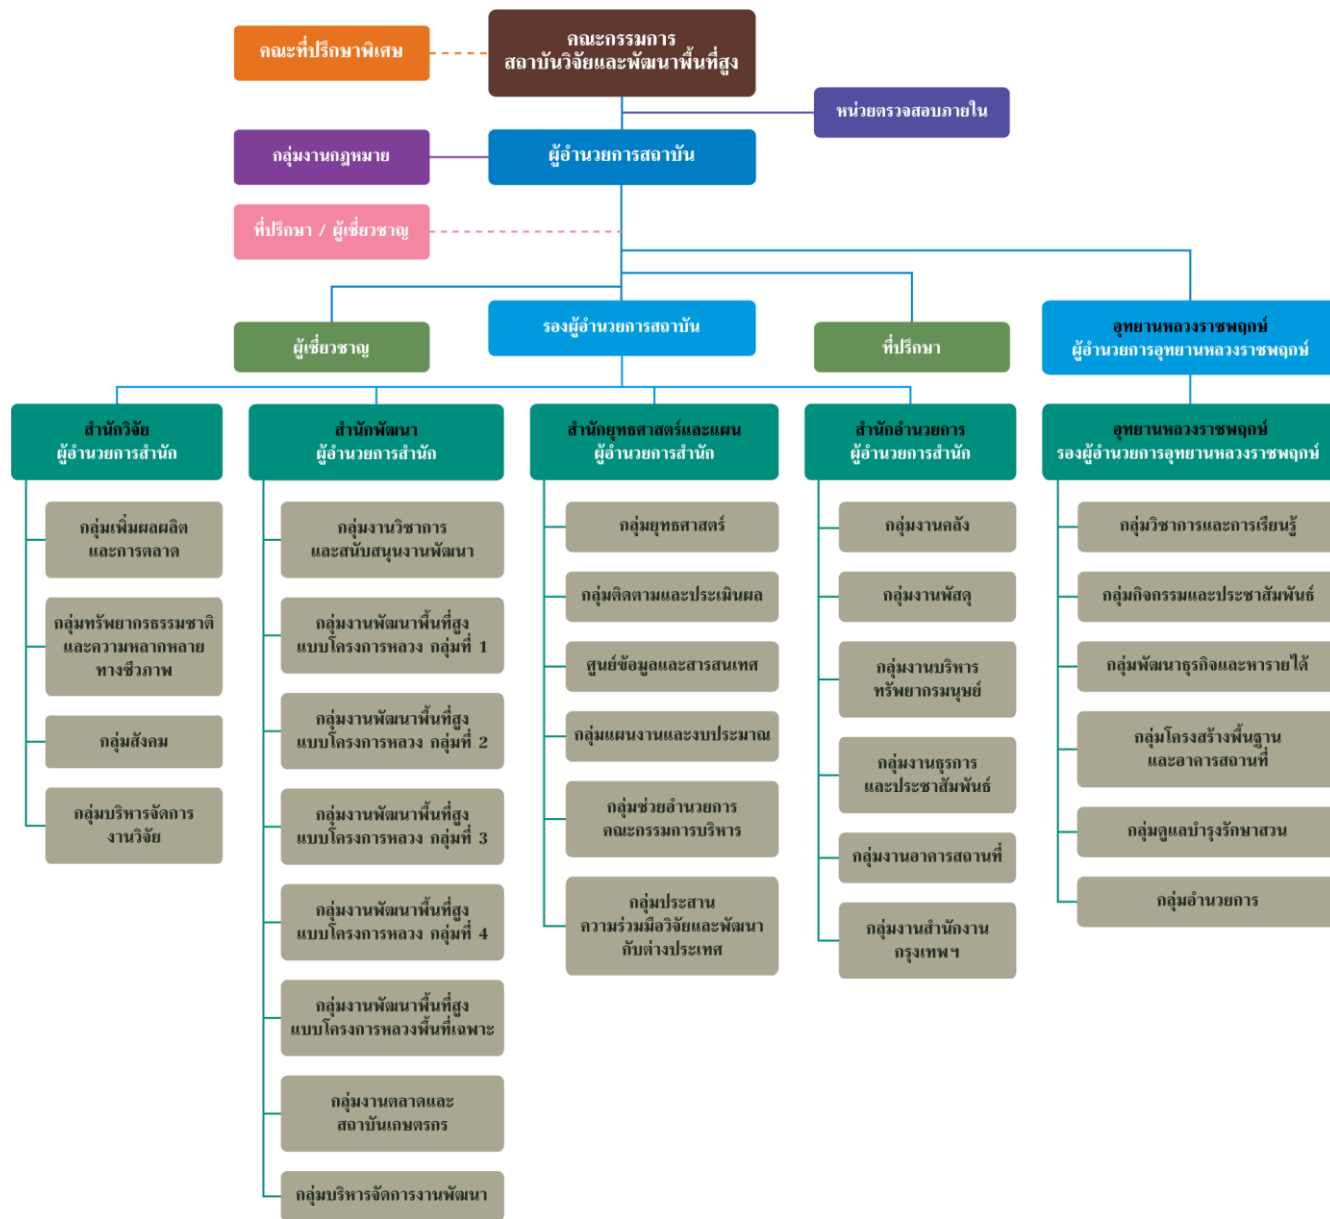 คณะที่ปรึกษาพิเศษ
คณะกรรมการ
สถาบันวิจัยและพัฒนาพื้นที่สูง
หน่วยตรวจสอบภายใน
กลุ่มงานกฎหมาย
ผู้อำนวยการสถาบัน
ที่ปรึกษา / ผู้เชี่ยวชาญ
ผู้เชี่ยวชาญ
รองผู้อำนวยการสถาบัน
ที่ปรึกษา
อุทยานหลวงราชพฤกษ์
ผู้อำนวยการอุทยานหลวงราชพฤกษ์
สำนักวิจัย
ผู้อำนวยการสำนัก
กลุ่มเพิ่มผลผลิต
และการตลาด
กลุ่มทรัพยากรธรรมชาติ
และความหลากหลาย
ทางชีวภาพ
กลุ่มสังคม
กลุ่มบริหารจัดการ
งานวิจัย
สำนักพัฒนา
ผู้อำนวยการสำนัก
กลุ่มงานวิชาการ
และสนับสนุนงานพัฒนา
กลุ่มงานพัฒนาพื้นที่สูง
แบบโครงการหลวง กลุ่มที่ 1
กลุ่มงานพัฒนาพื้นที่สูง
แบบโครงการหลวง กลุ่มที่ 2
กลุ่มงานพัฒนาพื้นที่สูง
แบบโครงการหลวง กลุ่มที่ 3
กลุ่มงานพัฒนาพื้นที่สูง
แบบโครงการหลวง กลุ่มที่ 4
กลุ่มงานพัฒนาพื้นที่สูง
แบบโครงการหลวงพื้นที่เฉพาะ
กลุ่มงานตลาดและ
สถาบันเกษตรกร
กลุ่มบริหารจัดการงานพัฒนา
สำนักยุทธศาสตร์และแผน
ผู้อำนวยการสำนัก
กลุ่มยุทธศาสตร์
กลุ่มติดตามและประเมินผล
ศูนย์ข้อมูลและสารสนเทศ
กลุ่มแผนงานและงบประมาณ
กลุ่มช่วยอำนวยการ
คณะกรรมการบริหาร
กลุ่มประสาน
ความร่วมมือวิจัยและพัฒนา
กับต่างประเทศ
สำนักอำนวยการ
ผู้อำนวยการสำนัก
กลุ่มงานคลัง
กลุ่มงานพัสดุ
กลุ่มงานบริหาร
ทรัพยากรมนุษย์
กลุ่มงานธุรการ
และประชาสัมพันธ์
กลุ่มงานอาคารสถานที่
กลุ่มงานสำนักงาน
กรุงเทพฯ
อุทยานหลวงราชพฤกษ์
รองผู้อำนวยการอุทยานหลวงราชพฤกษ์
กลุ่มวิชาการและการเรียนรู้
กลุ่มกิจกรรมและประชาสัมพันธ์
กลุ่มพัฒนาธุรกิจและหารายได้
กลุ่มโครงสร้างพื้นฐาน
และอาคารสถานที่
กลุ่มดูแลบำรุงรักษาสวน
กลุ่มอำนวยการ